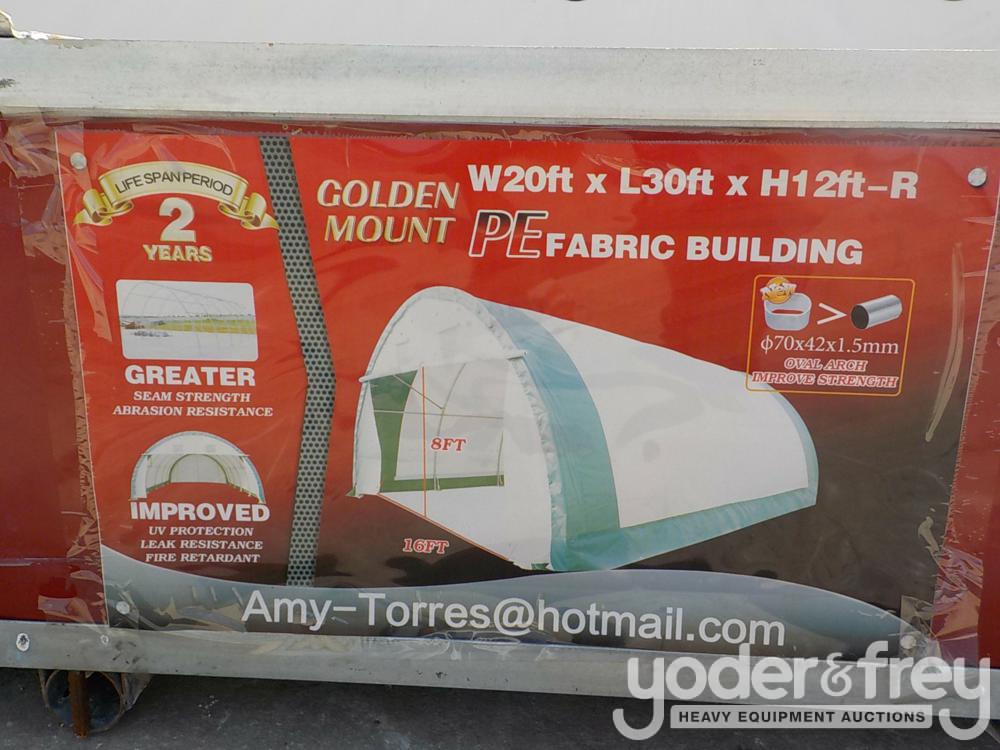 LIFE SPAN PERIOD
2
YEARS
GOLDEN
MOUNT
W20ft x L30ft x H12ft-R
PE FABRIC BUILDING
GREATER
SEAM STRENGTH
ABRASION RESISTANCE
IMPROVED
UV PROTECTION
LEAK RESISTANCE
FIRE RETARDANT
>
ϕ70x42x1.5mm
OVAL ARCH
IMPROVE STRENGTH
8FT
16FT
Amy-Torres@hotmail.com
yoder&frey
HEAVY EQUIPMENT AUCTIONS